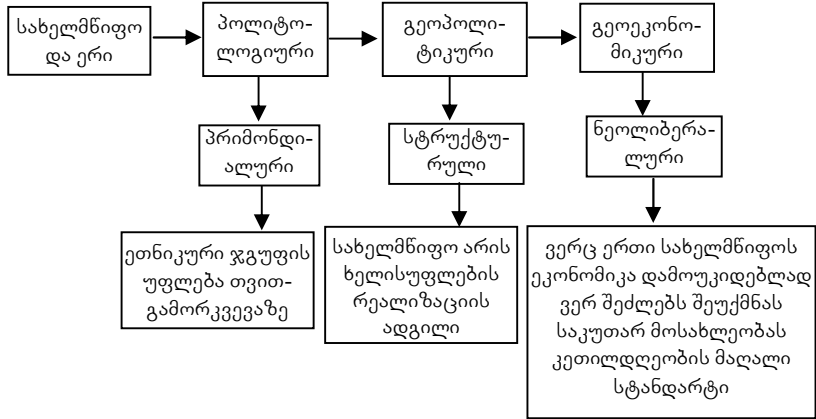 სახელმწიფო
და ერი
პოლიტო-
ლოგიური
გეოპოლი-
ტიკური
გეოეკონო-
მიკური
პრიმონდი-
ალური
სტრუქტუ-
რული
ნეოლიბერა-
ლური
ეთნიკური ჯგუფის
უფლება თვით-
გამორკვევაზე
სახელმწიფო არის
ხელისუფლების
რეალიზაციის
ადგილი
ვერც ერთი სახელმწიფოს
ეკონომიკა დამოუკიდებლად
ვერ შეძლებს შეუქმნას
საკუთარ მოსახლეობას
კეთილდღეობის მაღალი
სტანდარტი